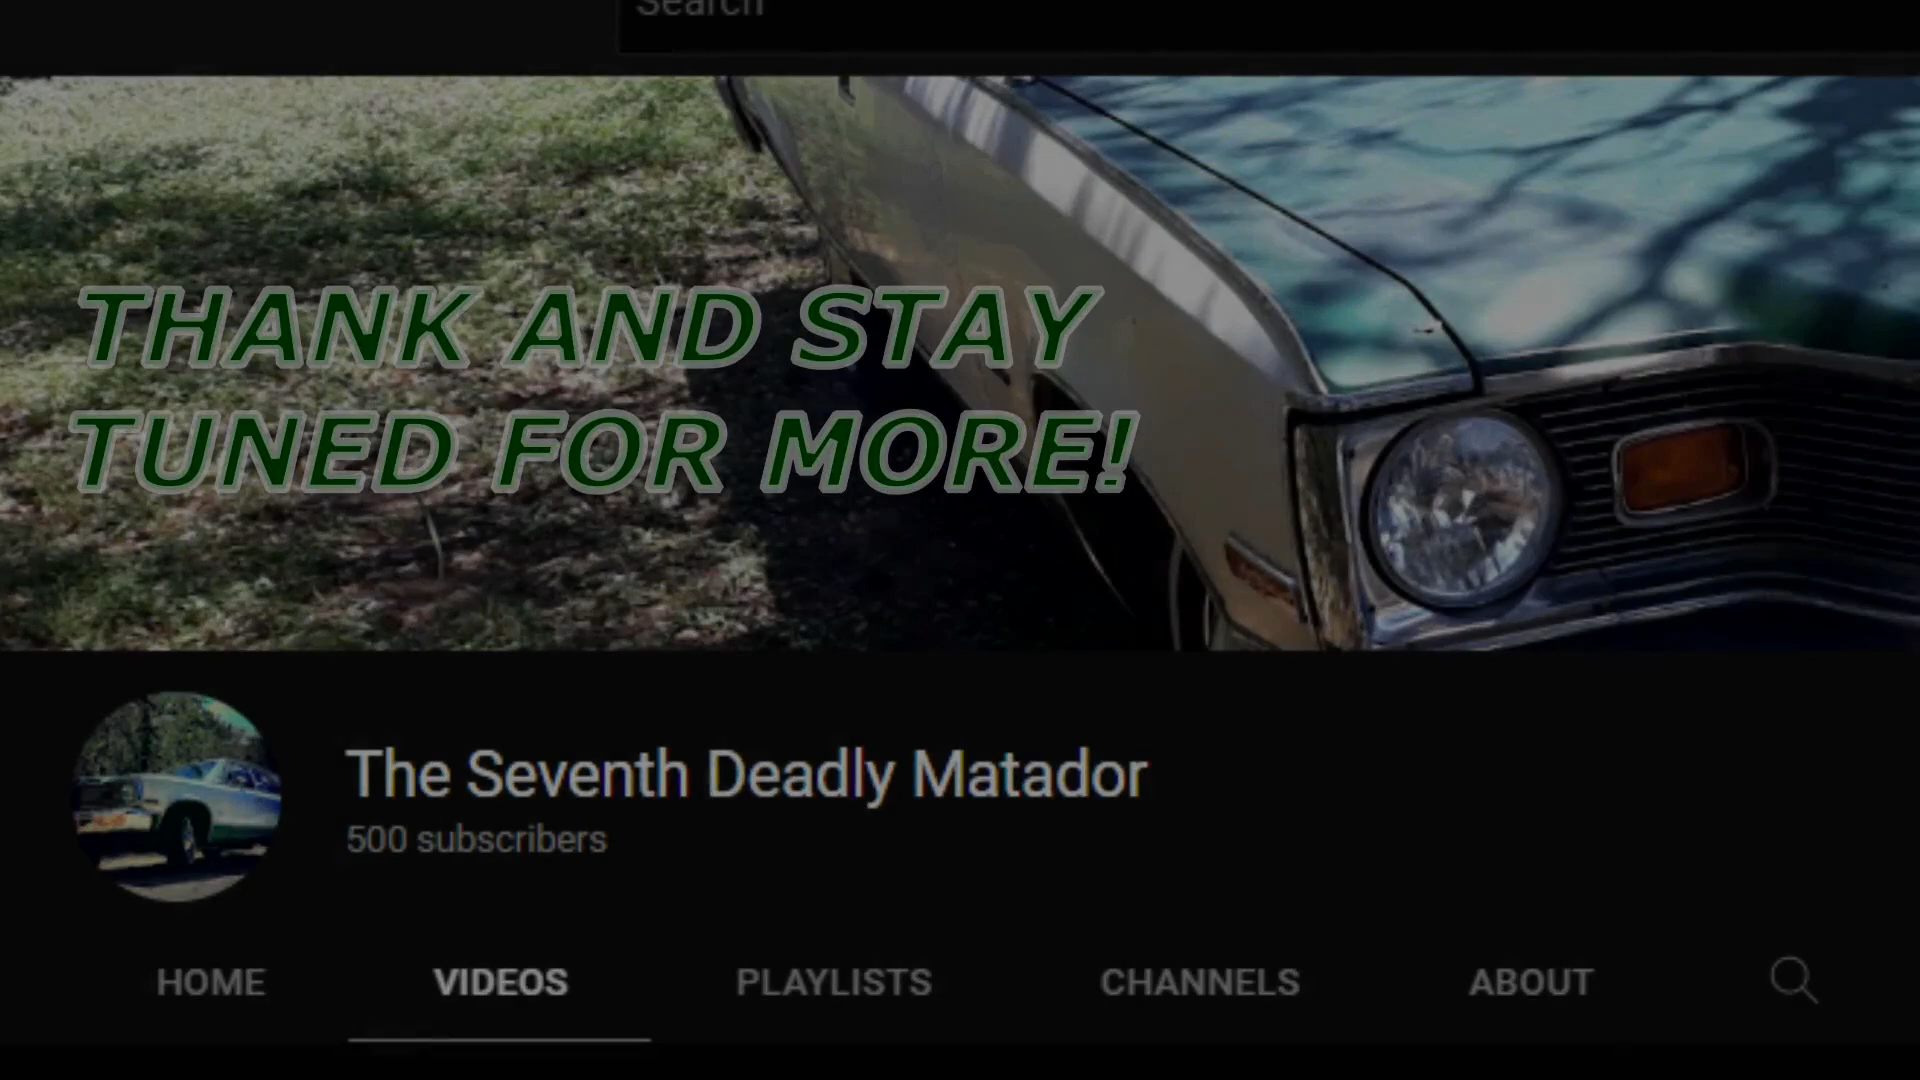 Search
THANK AND STAY
TUNED FOR MORE!
The Seventh Deadly Matador
500 subscribers
HOME VIDEOS PLAYLISTS CHANNELS ABOUT